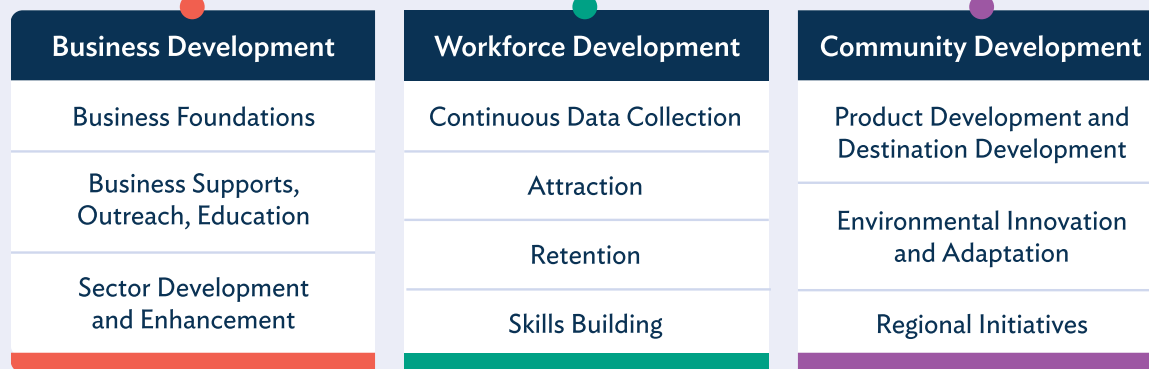 Business Development
Business Foundations
Business Supports,
Outreach, Education
Sector Development
and Enhancement
Workforce Development
Continuous Data Collection
Attraction
Retention
Skills Building
Community Development
Product Development and
Destination Development
Environmental Innovation
and Adaptation
Regional Initiatives